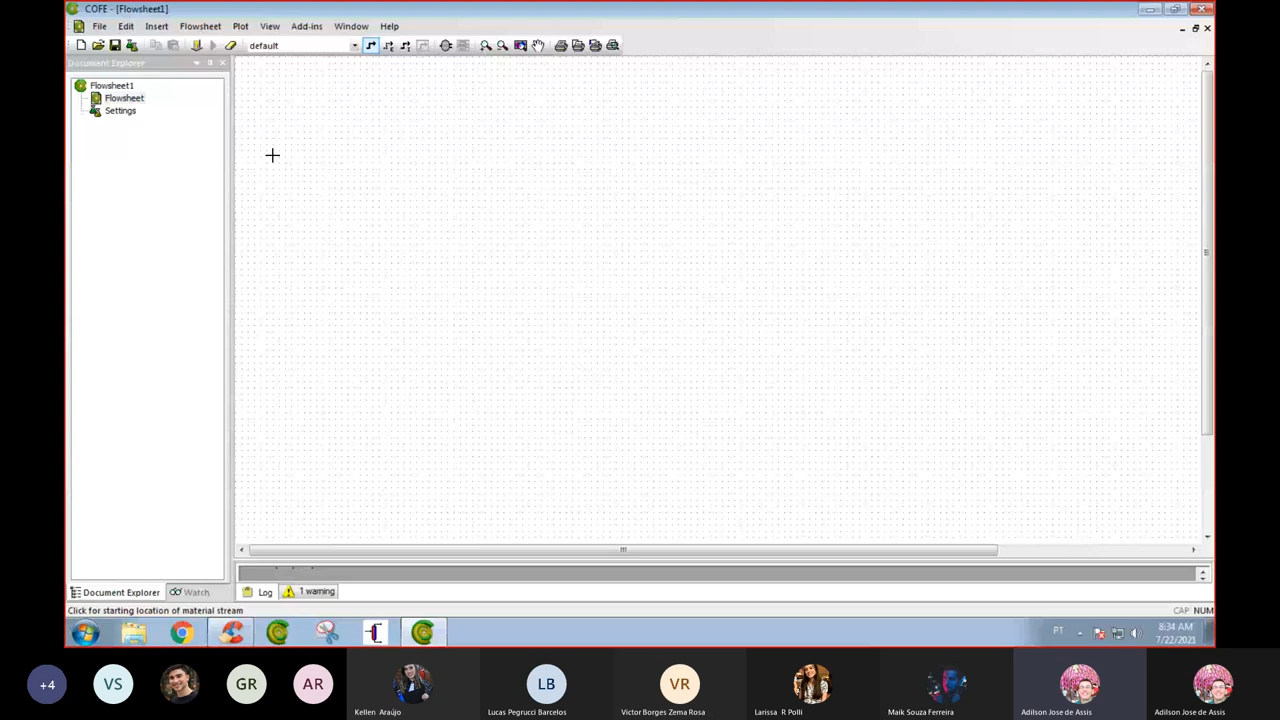 COFE - [Flowsheet1]
File Edit Insert Flowsheet Plot View Add-ins Window Help
default
Document Explorer
Flowsheet1
Flowsheet
Settings
Document Explorer Watch
Log 1 warning
Click for starting location of material stream
CAP NUM
PT
8:34 AM
7/22/2021
+4 VS GR AR LB VR
Kellen Araújo Lucas Pegrucci Barcelos Victor Borges Zema Rosa Larissa R Polli Maik Souza Ferreira Adilson Jose de Assis Adilson Jose de Assis